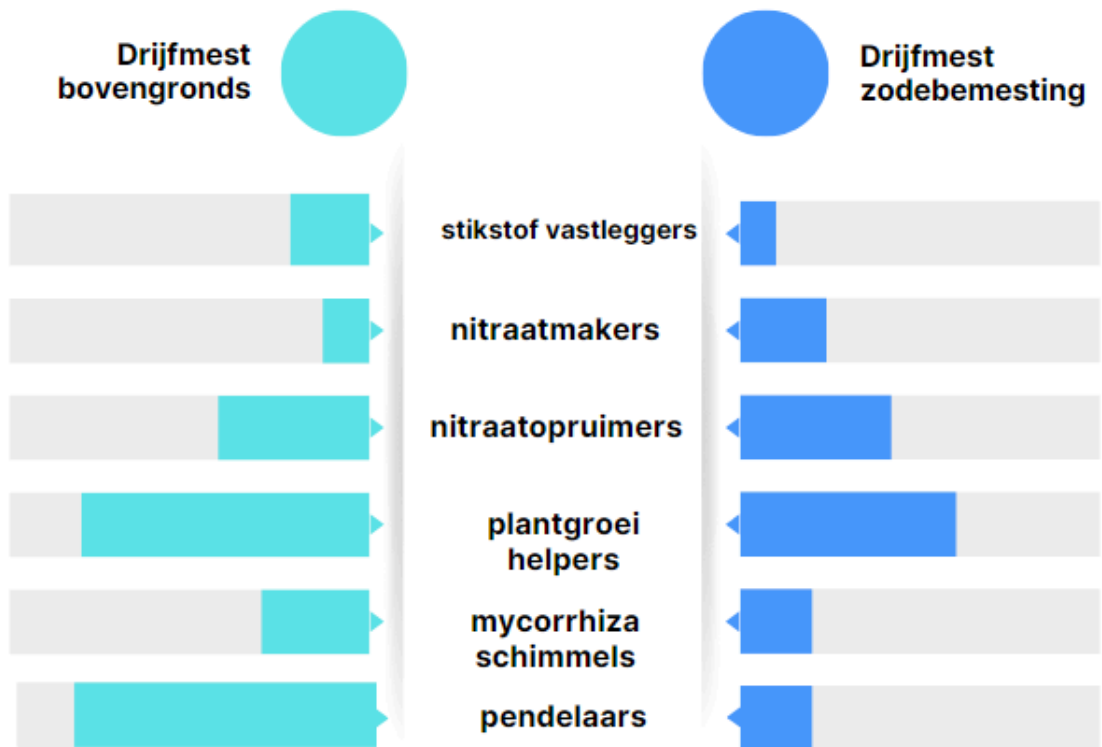 Drijfmest
bovengronds
Drijfmest
zodebemesting
stikstof vastleggers
nitraatmakers
nitraatopruimers
plantgroei
helpers
mycorrhiza
schimmels
pendelaars